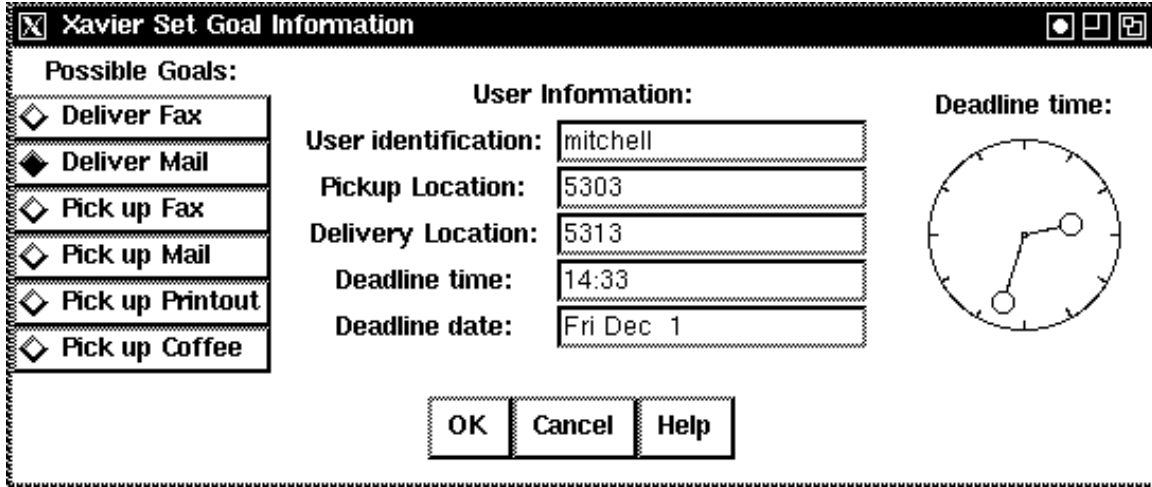 Xavier Set Goal Information
Possible Goals:
Deliver Fax
Deliver Mail
Pick up Fax
Pick up Mail
Pick up Printout
Pick up Coffee
User Information:
User identification: mitchell
Pickup Location: 5303
Delivery Location: 5313
Deadline time: 14:33
Deadline date: Fri Dec  1
Deadline time:
OK Cancel Help